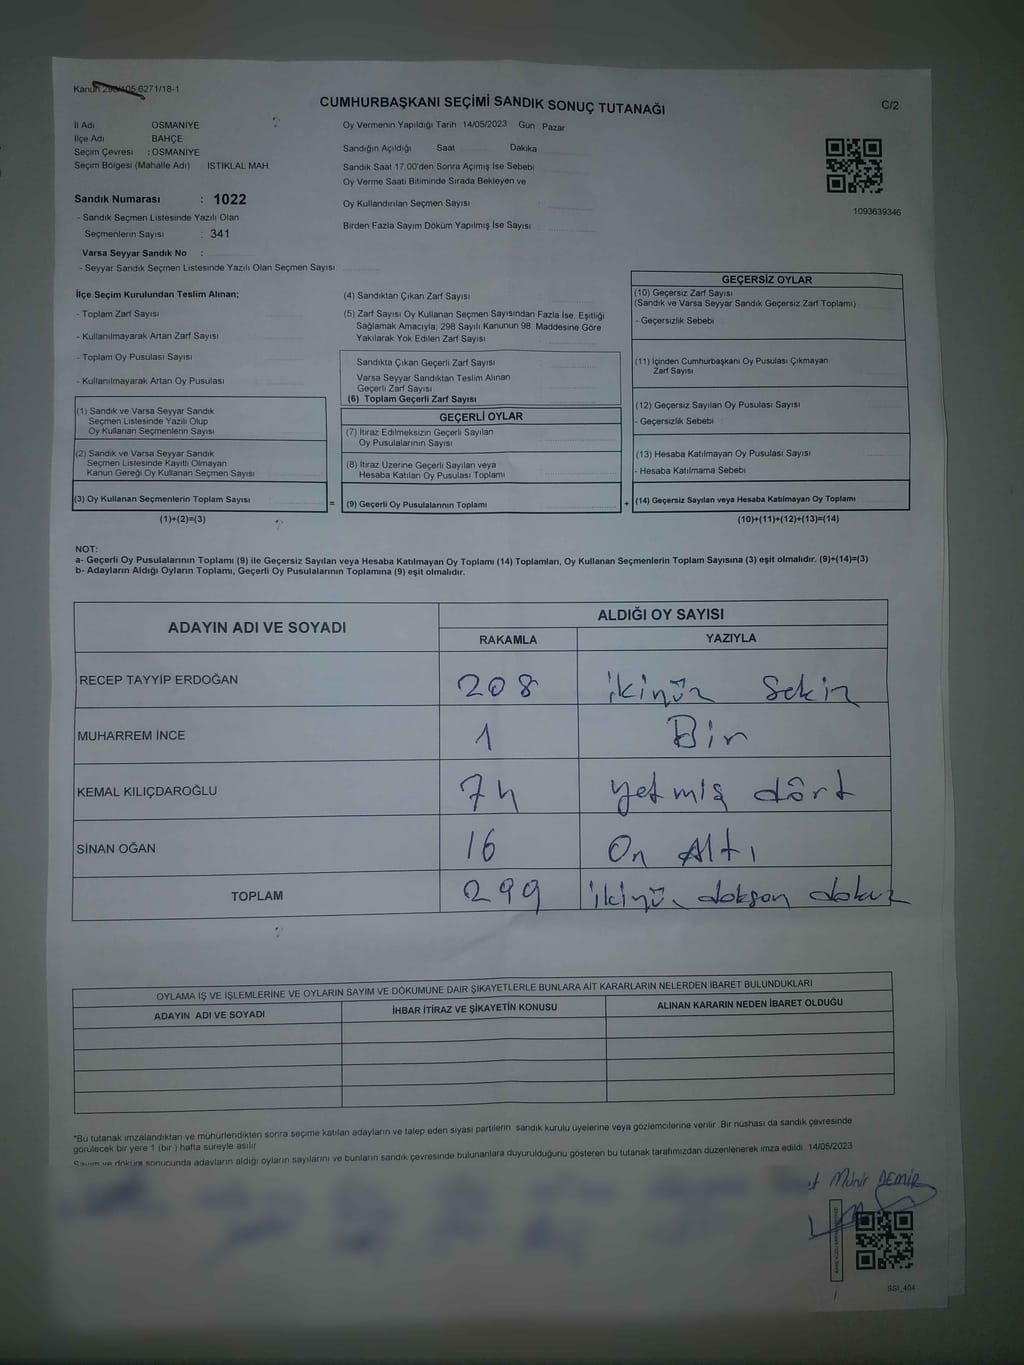 Kanun 298/105,6271/18-1
CUMHURBAŞKANI SEÇİMİ SANDIK SONUÇ TUTANAĞI
C/2
İl Adı OSMANİYE
İlçe Adı BAHÇE
Seçim Çevresi : OSMANİYE
Seçim Bölgesi (Mahalle Adı) İSTİKLAL MAH.
Oy Vermenin Yapıldığı Tarih 14/05/2023 Gün Pazar
Sandığın Açıldığı Saat Dakika
Sandık Saat 17:00'den Sonra Açımış İse Sebebi
Oy Verme Saati Bitiminde Sırada Bekleyen ve
Oy Kullandırılan Seçmen Sayısı
Birden Fazla Sayım Döküm Yapılmış İse Sayısı
1093639346
Sandık Numarası : 1022
- Sandık Seçmen Listesinde Yazılı Olan
Seçmenlerin Sayısı : 341
Varsa Seyyar Sandık No :
- Seyyar Sandık Seçmen Listesinde Yazılı Olan Seçmen Sayısı
İlçe Seçim Kurulundan Teslim Alınan;
- Toplam Zarf Sayısı
- Kullanılmayarak Artan Zarf Sayısı
- Toplam Oy Pusulası Sayısı
- Kullanılmayarak Artan Oy Pusulası
(1) Sandık ve Varsa Seyyar Sandık
Seçmen Listesinde Yazılı Olup
Oy Kullanan Seçmenlerin Sayısı
(2) Sandık ve Varsa Seyyar Sandık
Seçmen Listesinde Kayıtlı Olmayan
Kanun Gereği Oy Kullanan Seçmen Sayısı
(3) Oy Kullanan Seçmenlerin Toplam Sayısı
=
(1)+(2)=(3)
(4) Sandıktan Çıkan Zarf Sayısı
(5) Zarf Sayısı Oy Kullanan Seçmen Sayısından Fazla İse, Eşitliği
Sağlamak Amacıyla; 298 Sayılı Kanunun 98. Maddesine Göre
Yakılarak Yok Edilen Zarf Sayısı
Sandıkta Çıkan Geçerli Zarf Sayısı
Varsa Seyyar Sandıktan Teslim Alınan
Geçerli Zarf Sayısı
(6) Toplam Geçerli Zarf Sayısı
GEÇERLİ OYLAR
(7) İtiraz Edilmeksizin Geçerli Sayılan
Oy Pusulalarının Sayısı
(8) İtiraz Üzerine Geçerli Sayılan veya
Hesaba Katılan Oy Pusulası Toplamı
(9) Geçerli Oy Pusulalarının Toplamı
+
GEÇERSİZ OYLAR
(10) Geçersiz Zarf Sayısı
(Sandık ve Varsa Seyyar Sandık Geçersiz Zarf Toplamı)
- Geçersizlik Sebebi
(11) İçinden Cumhurbaşkanı Oy Pusulası Çıkmayan
Zarf Sayısı
(12) Geçersiz Sayılan Oy Pusulası Sayısı
- Geçersizlik Sebebi
(13) Hesaba Katılmayan Oy Pusulası Sayısı
- Hesaba Katılmama Sebebi
(14) Geçersiz Sayılan veya Hesaba Katılmayan Oy Toplamı
(10)+(11)+(12)+(13)=(14)
NOT:
a- Geçerli Oy Pusulalarının Toplamı (9) ile Geçersiz Sayılan veya Hesaba Katılmayan Oy Toplamı (14) Toplamları, Oy Kullanan Seçmenlerin Toplam Sayısına (3) eşit olmalıdır. (9)+(14)=(3)
b- Adayların Aldığı Oyların Toplamı, Geçerli Oy Pusulalarının Toplamına (9) eşit olmalıdır.
ADAYIN ADI VE SOYADI
ALDIĞI OY SAYISI
RAKAMLA YAZIYLA
RECEP TAYYİP ERDOĞAN 208 ikiyüz Sekiz
MUHARREM İNCE 1 Bir
KEMAL KILIÇDAROĞLU 74 yetmiş dört
SİNAN OĞAN 16 On Altı
TOPLAM 299 ikiyüz doksan dokuz
OYLAMA İŞ VE İŞLEMLERİNE VE OYLARIN SAYIM VE DÖKÜMÜNE DAİR ŞİKAYETLERLE BUNLARA AİT KARARLARIN NELERDEN İBARET BULUNDUKLARI
ADAYIN ADI VE SOYADI İHBAR İTİRAZ VE ŞİKAYETİN KONUSU ALINAN KARARIN NEDEN İBARET OLDUĞU
*Bu tutanak imzalandıktan ve mühürlendikten sonra seçime katılan adayların ve talep eden siyasi partilerin sandık kurulu üyelerine veya gözlemcilerine verilir. Bir nüshası da sandık çevresinde
görülecek bir yere 1 (bir) hafta süreyle asılır.
Sayım ve döküm sonucunda adayların aldığı oyların sayılarını ve bunların sandık çevresinde bulunanlara duyurulduğunu gösteren bu tutanak tarafımızdan düzenlenerek imza edildi. 14/05/2023
Münir DEMİR
SSI_404